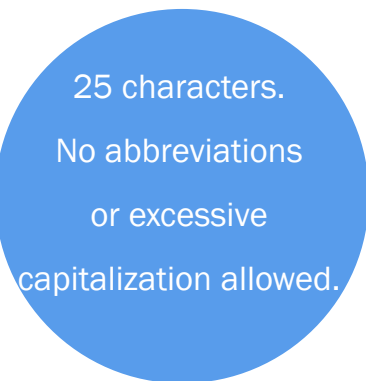 25 characters.
No abbreviations
or excessive
capitalization allowed.